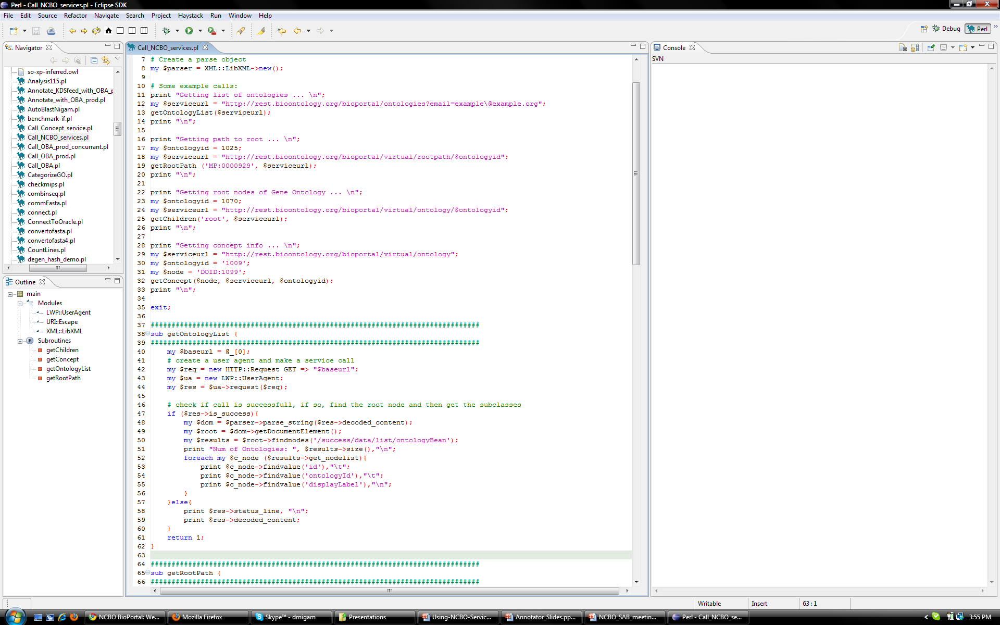 Perl - Call_NCBO_services.pl - Eclipse SDK
File Edit Source Refactor Navigate Search Project Haystack Run Window Help
Debug Perl
Navigator
so-xp-inferred.owl
Analysis115.pl
Annotate_KDSfeed_with_OBA_p
Annotate_with_OBA_prod.pl
AutoBlastNigam.pl
benchmark-if.pl
Call_Concept_service.pl
Call_NCBO_services.pl
Call_OBA_prod_concurrant.pl
Call_OBA_prod.pl
Call_OBA.pl
CategorizeGO.pl
checkmips.pl
combinseq.pl
commFasta.pl
connect.pl
ConnectToOracle.pl
convertofasta.pl
convertofasta4.pl
CountLines.pl
degen_hash_demo.pl
Outline
main
Modules
LWP::UserAgent
URI::Escape
XML::LibXML
Subroutines
getChildren
getConcept
getOntologyList
getRootPath
Call_NCBO_services.pl
7 # Create a parse object
8 my $parser = XML::LibXML->new();
9
10 # Some example calls:
11 print "Getting list of ontologies ... \n";
12 my $serviceurl = "http://rest.bioontology.org/bioportal/ontologies?email=example\@example.org";
13 getOntologyList($serviceurl);
14 print "\n";
15
16 print "Getting path to root ... \n";
17 my $ontologyid = 1025;
18 my $serviceurl = "http://rest.bioontology.org/bioportal/virtual/rootpath/$ontologyid";
19 getRootPath ('MP:0000929', $serviceurl);
20 print "\n";
21
22 print "Getting root nodes of Gene Ontology ... \n";
23 my $ontologyid = 1070;
24 my $serviceurl = "http://rest.bioontology.org/bioportal/virtual/ontology/$ontologyid";
25 getChildren('root', $serviceurl);
26 print "\n";
27
28 print "Getting concept info ... \n";
29 my $serviceurl = "http://rest.bioontology.org/bioportal/virtual/ontology";
30 my $ontologyid = '1009';
31 my $node = 'DOID:1099';
32 getConcept($node, $serviceurl, $ontologyid);
33 print "\n";
34
35 exit;
36
37 ###############################################################################
38 sub getOntologyList {
39 ###############################################################################
40 my $baseurl = @_[0];
41 # create a user agent and make a service call
42 my $req = new HTTP::Request GET => "$baseurl";
43 my $ua = new LWP::UserAgent;
44 my $res = $ua->request($req);
45
46 # check if call is successfull, if so, find the root node and then get the subclasses
47 if ($res->is_success){
48 my $dom = $parser->parse_string($res->decoded_content);
49 my $root = $dom->getDocumentElement();
50 my $results = $root->findnodes('/success/data/list/ontologyBean');
51 print "Num of Ontologies: ", $results->size(),"\n";
52 foreach my $c_node ($results->get_nodelist){
53 print $c_node->findvalue('id'),"\t";
54 print $c_node->findvalue('ontologyId'),"\t";
55 print $c_node->findvalue('displayLabel'),"\n";
56 }
57 }else{
58 print $res->status_line, "\n";
59 print $res->decoded_content;
60 }
61 return 1;
62 }
63
64 ###############################################################################
65 sub getRootPath {
66 ###############################################################################
Console
SVN
Writable Insert 63 : 1
NCBO BioPortal: We... Mozilla Firefox Skype™ - drnigam Presentations Using-NCBO-Servic... Annotator_Slides.pp... NCBO_SAB_meetin... Perl - Call_NCBO_se... 3:55 PM